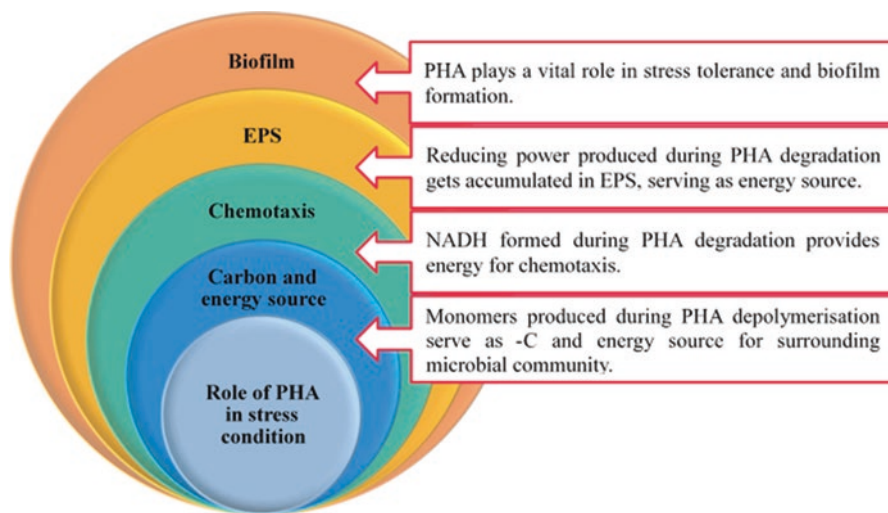 Biofilm
PHA plays a vital role in stress tolerance and biofilm
formation.
EPS
Reducing power produced during PHA degradation
gets accumulated in EPS, serving as energy source.
Chemotaxis
NADH formed during PHA degradation provides
energy for chemotaxis.
Carbon and
energy source
Monomers produced during PHA depolymerisation
serve as -C and energy source for surrounding
microbial community.
Role of PHA
in stress
condition